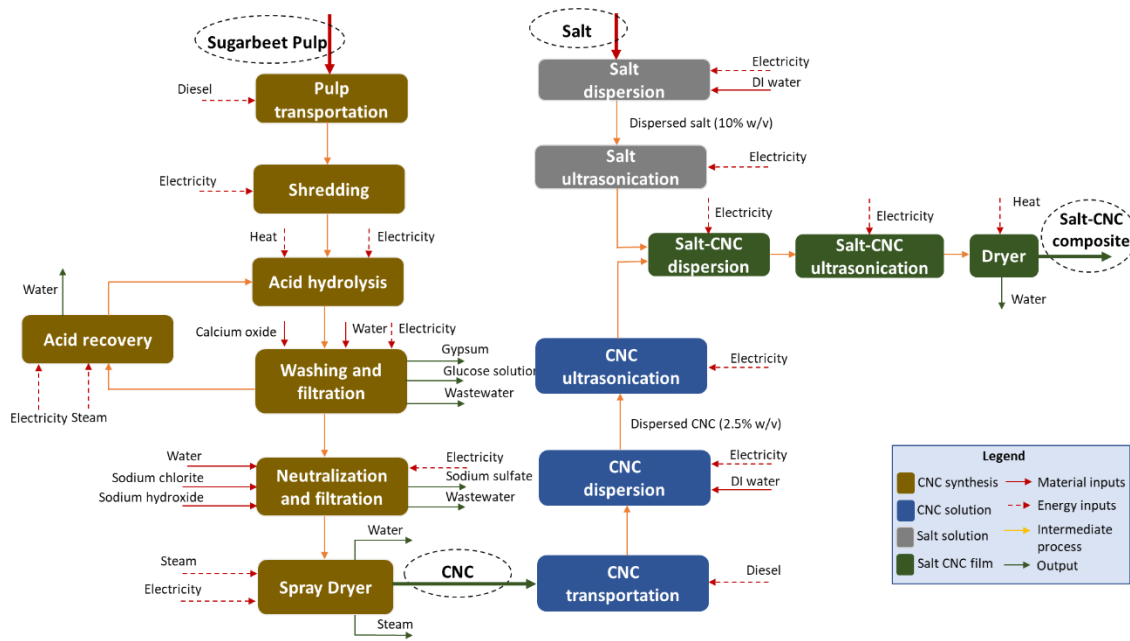 Sugarbeet Pulp
Diesel
Pulp
transportation
Electricity
Shredding
Heat
Electricity
Acid hydrolysis
Water
Acid recovery
Electricity
Steam
Calcium oxide
Water
Electricity
Washing and
filtration
Gypsum
Glucose solution
Wastewater
Water
Sodium chlorite
Sodium hydroxide
Neutralization
and filtration
Electricity
Sodium sulfate
Wastewater
Steam
Electricity
Spray Dryer
Water
Steam
CNC
CNC
transportation
Diesel
CNC
dispersion
Electricity
DI water
Dispersed CNC (2.5% w/v)
CNC
ultrasonication
Electricity
Salt
Salt
dispersion
Electricity
DI water
Dispersed salt (10% w/v)
Salt
ultrasonication
Electricity
Electricity
Salt-CNC
dispersion
Electricity
Salt-CNC
ultrasonication
Heat
Dryer
Water
Salt-CNC
composite
Legend
CNC synthesis
Material inputs
CNC solution
Energy inputs
Salt solution
Intermediate
process
Salt CNC film
Output